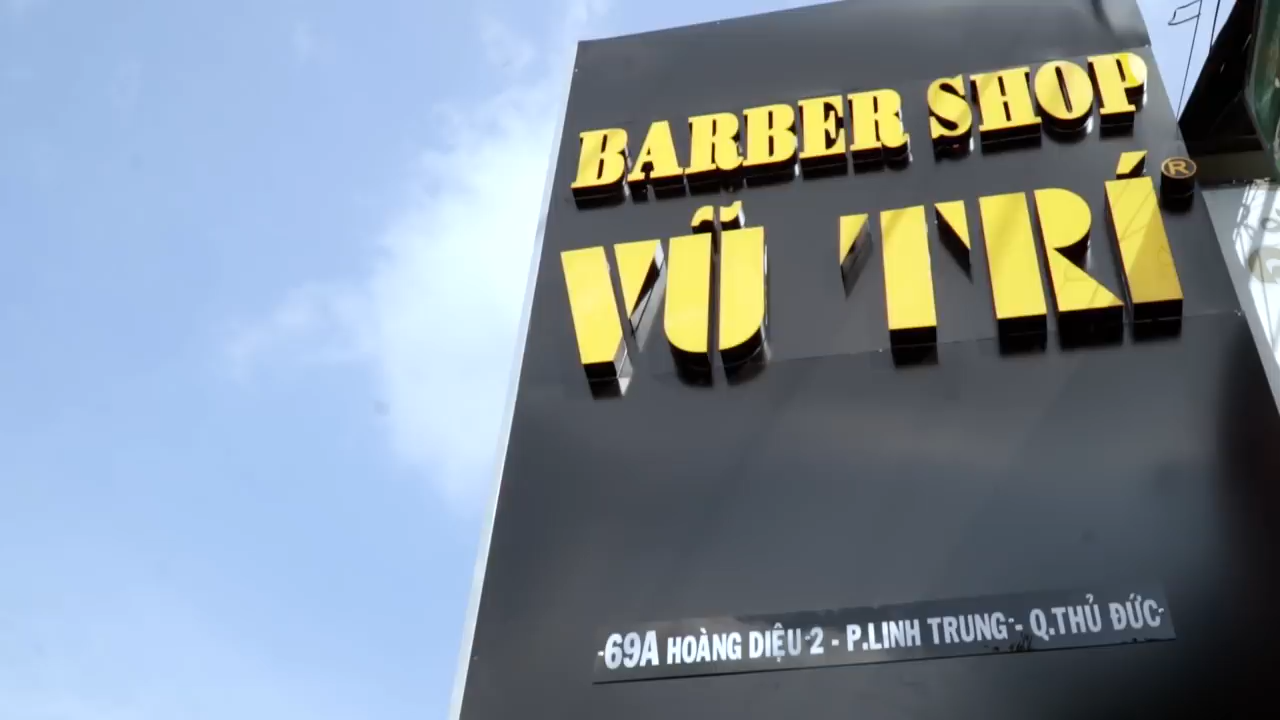 BARBER SHOP
VŨ TRÍ ®
69A HOÀNG DIỆU 2 - P.LINH TRUNG - Q.THỦ ĐỨC